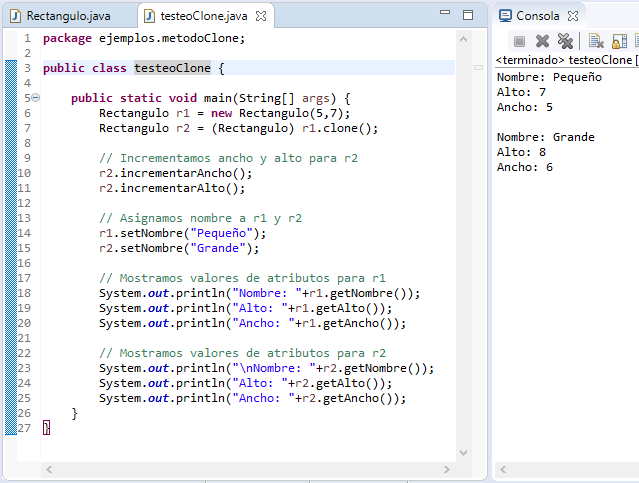 Rectangulo.java
testeoClone.java
1 package ejemplos.metodoClone;
2
3 public class testeoClone {
4
5 public static void main(String[] args) {
6 Rectangulo r1 = new Rectangulo(5,7);
7 Rectangulo r2 = (Rectangulo) r1.clone();
8
9 // Incrementamos ancho y alto para r2
10 r2.incrementarAncho();
11 r2.incrementarAlto();
12
13 // Asignamos nombre a r1 y r2
14 r1.setNombre("Pequeño");
15 r2.setNombre("Grande");
16
17 // Mostramos valores de atributos para r1
18 System.out.println("Nombre: "+r1.getNombre());
19 System.out.println("Alto: "+r1.getAlto());
20 System.out.println("Ancho: "+r1.getAncho());
21
22 // Mostramos valores de atributos para r2
23 System.out.println("\nNombre: "+r2.getNombre());
24 System.out.println("Alto: "+r2.getAlto());
25 System.out.println("Ancho: "+r2.getAncho());
26 }
27 }
Consola
<terminado> testeoClone [
Nombre: Pequeño
Alto: 7
Ancho: 5
Nombre: Grande
Alto: 8
Ancho: 6